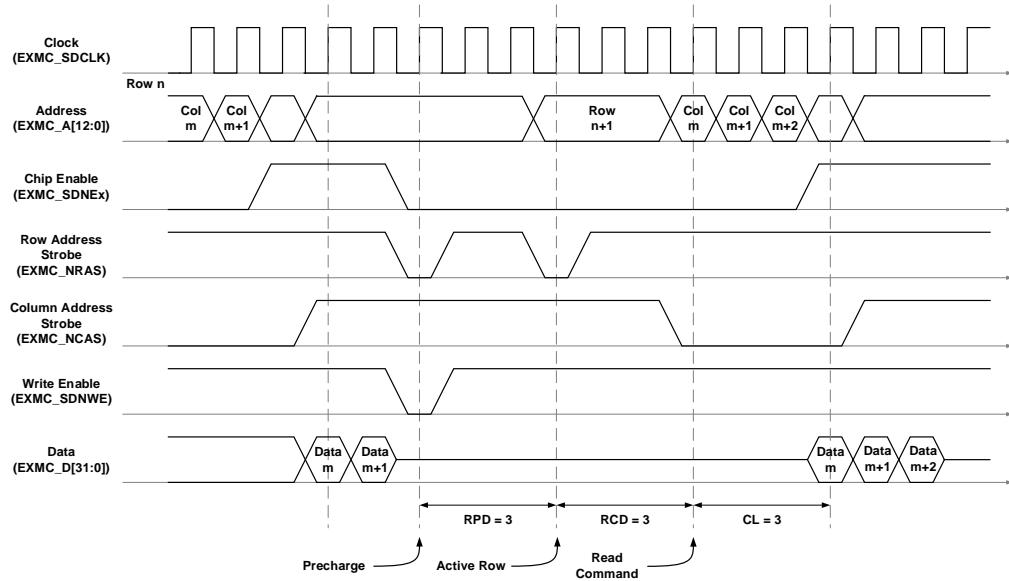 Clock
(EXMC_SDCLK)
Row n
Address
(EXMC_A[12:0])
Col
m
Col
m+1
Row
n+1
Col
m
Col
m+1
Col
m+2
Chip Enable
(EXMC_SDNEx)
Row Address
Strobe
(EXMC_NRAS)
Column Address
Strobe
(EXMC_NCAS)
Write Enable
(EXMC_SDNWE)
Data
(EXMC_D[31:0])
Data
m
Data
m+1
Data
m
Data
m+1
Data
m+2
RPD = 3
RCD = 3
CL = 3
Precharge
Active Row
Read
Command